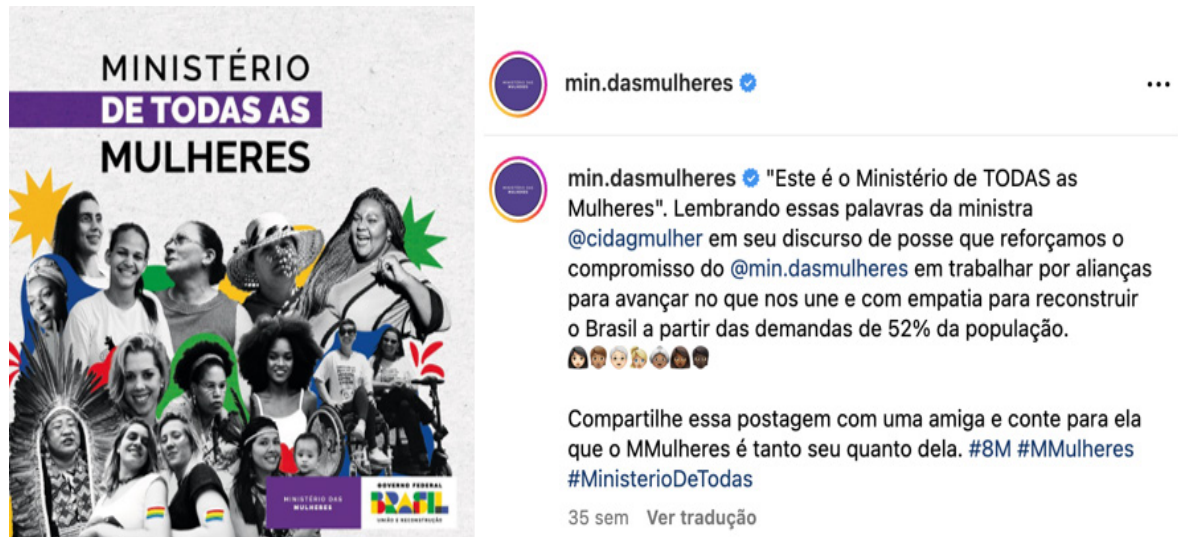 MINISTÉRIO
DE TODAS AS
MULHERES
MINISTÉRIO DAS
MULHERES
GOVERNO FEDERAL
BRASIL
UNIÃO E RECONSTRUÇÃO
min.dasmulheres
min.dasmulheres "Este é o Ministério de TODAS as
Mulheres". Lembrando essas palavras da ministra
@cidagmulher em seu discurso de posse que reforçamos o
compromisso do @min.dasmulheres em trabalhar por alianças
para avançar no que nos une e com empatia para reconstruir
o Brasil a partir das demandas de 52% da população.
Compartilhe essa postagem com uma amiga e conte para ela
que o MMulheres é tanto seu quanto dela. #8M #MMulheres
#MinisterioDeTodas
35 sem Ver tradução